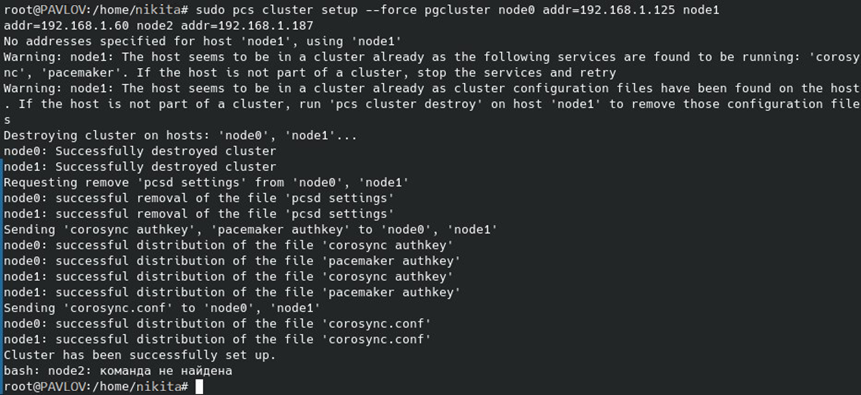 root@PAVLOV:/home/nikita# sudo pcs cluster setup --force pgcluster node0 addr=192.168.1.125 node1
addr=192.168.1.60 node2 addr=192.168.1.187
No addresses specified for host 'node1', using 'node1'
Warning: node1: The host seems to be in a cluster already as the following services are found to be running: 'corosy
nc', 'pacemaker'. If the host is not part of a cluster, stop the services and retry
Warning: node1: The host seems to be in a cluster already as cluster configuration files have been found on the host
. If the host is not part of a cluster, run 'pcs cluster destroy' on host 'node1' to remove those configuration file
s
Destroying cluster on hosts: 'node0', 'node1'...
node0: Successfully destroyed cluster
node1: Successfully destroyed cluster
Requesting remove 'pcsd settings' from 'node0', 'node1'
node0: successful removal of the file 'pcsd settings'
node1: successful removal of the file 'pcsd settings'
Sending 'corosync authkey', 'pacemaker authkey' to 'node0', 'node1'
node0: successful distribution of the file 'corosync authkey'
node0: successful distribution of the file 'pacemaker authkey'
node1: successful distribution of the file 'corosync authkey'
node1: successful distribution of the file 'pacemaker authkey'
Sending 'corosync.conf' to 'node0', 'node1'
node0: successful distribution of the file 'corosync.conf'
node1: successful distribution of the file 'corosync.conf'
Cluster has been successfully set up.
bash: node2: команда не найдена
root@PAVLOV:/home/nikita#